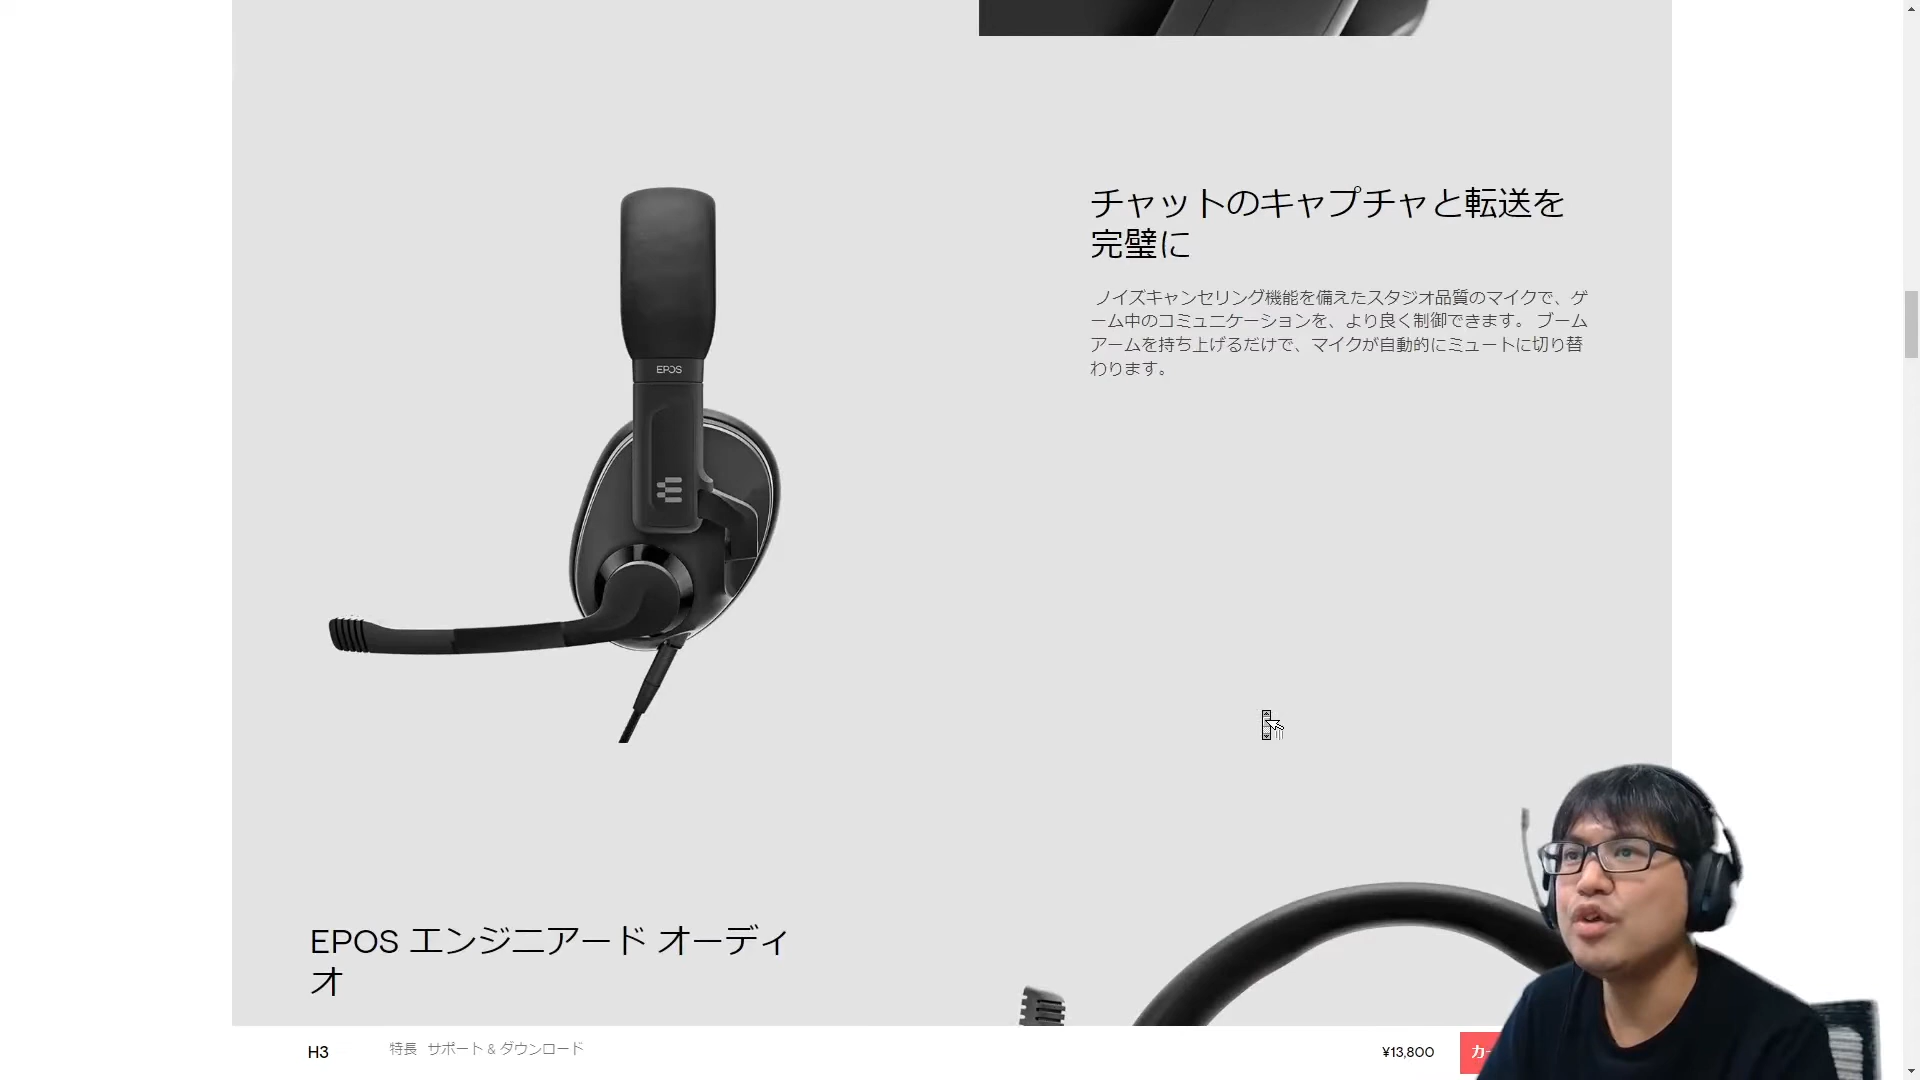 チャットのキャプチャと転送を
完璧に
ノイズキャンセリング機能を備えたスタジオ品質のマイクで、ゲ
ーム中のコミュニケーションを、より良く制御できます。 ブーム
アームを持ち上げるだけで、マイクが自動的にミュートに切り替
わります。
EPOS
EPOS エンジニアード オーディ
オ
H3
特長 サポート & ダウンロード
¥13,800
カー